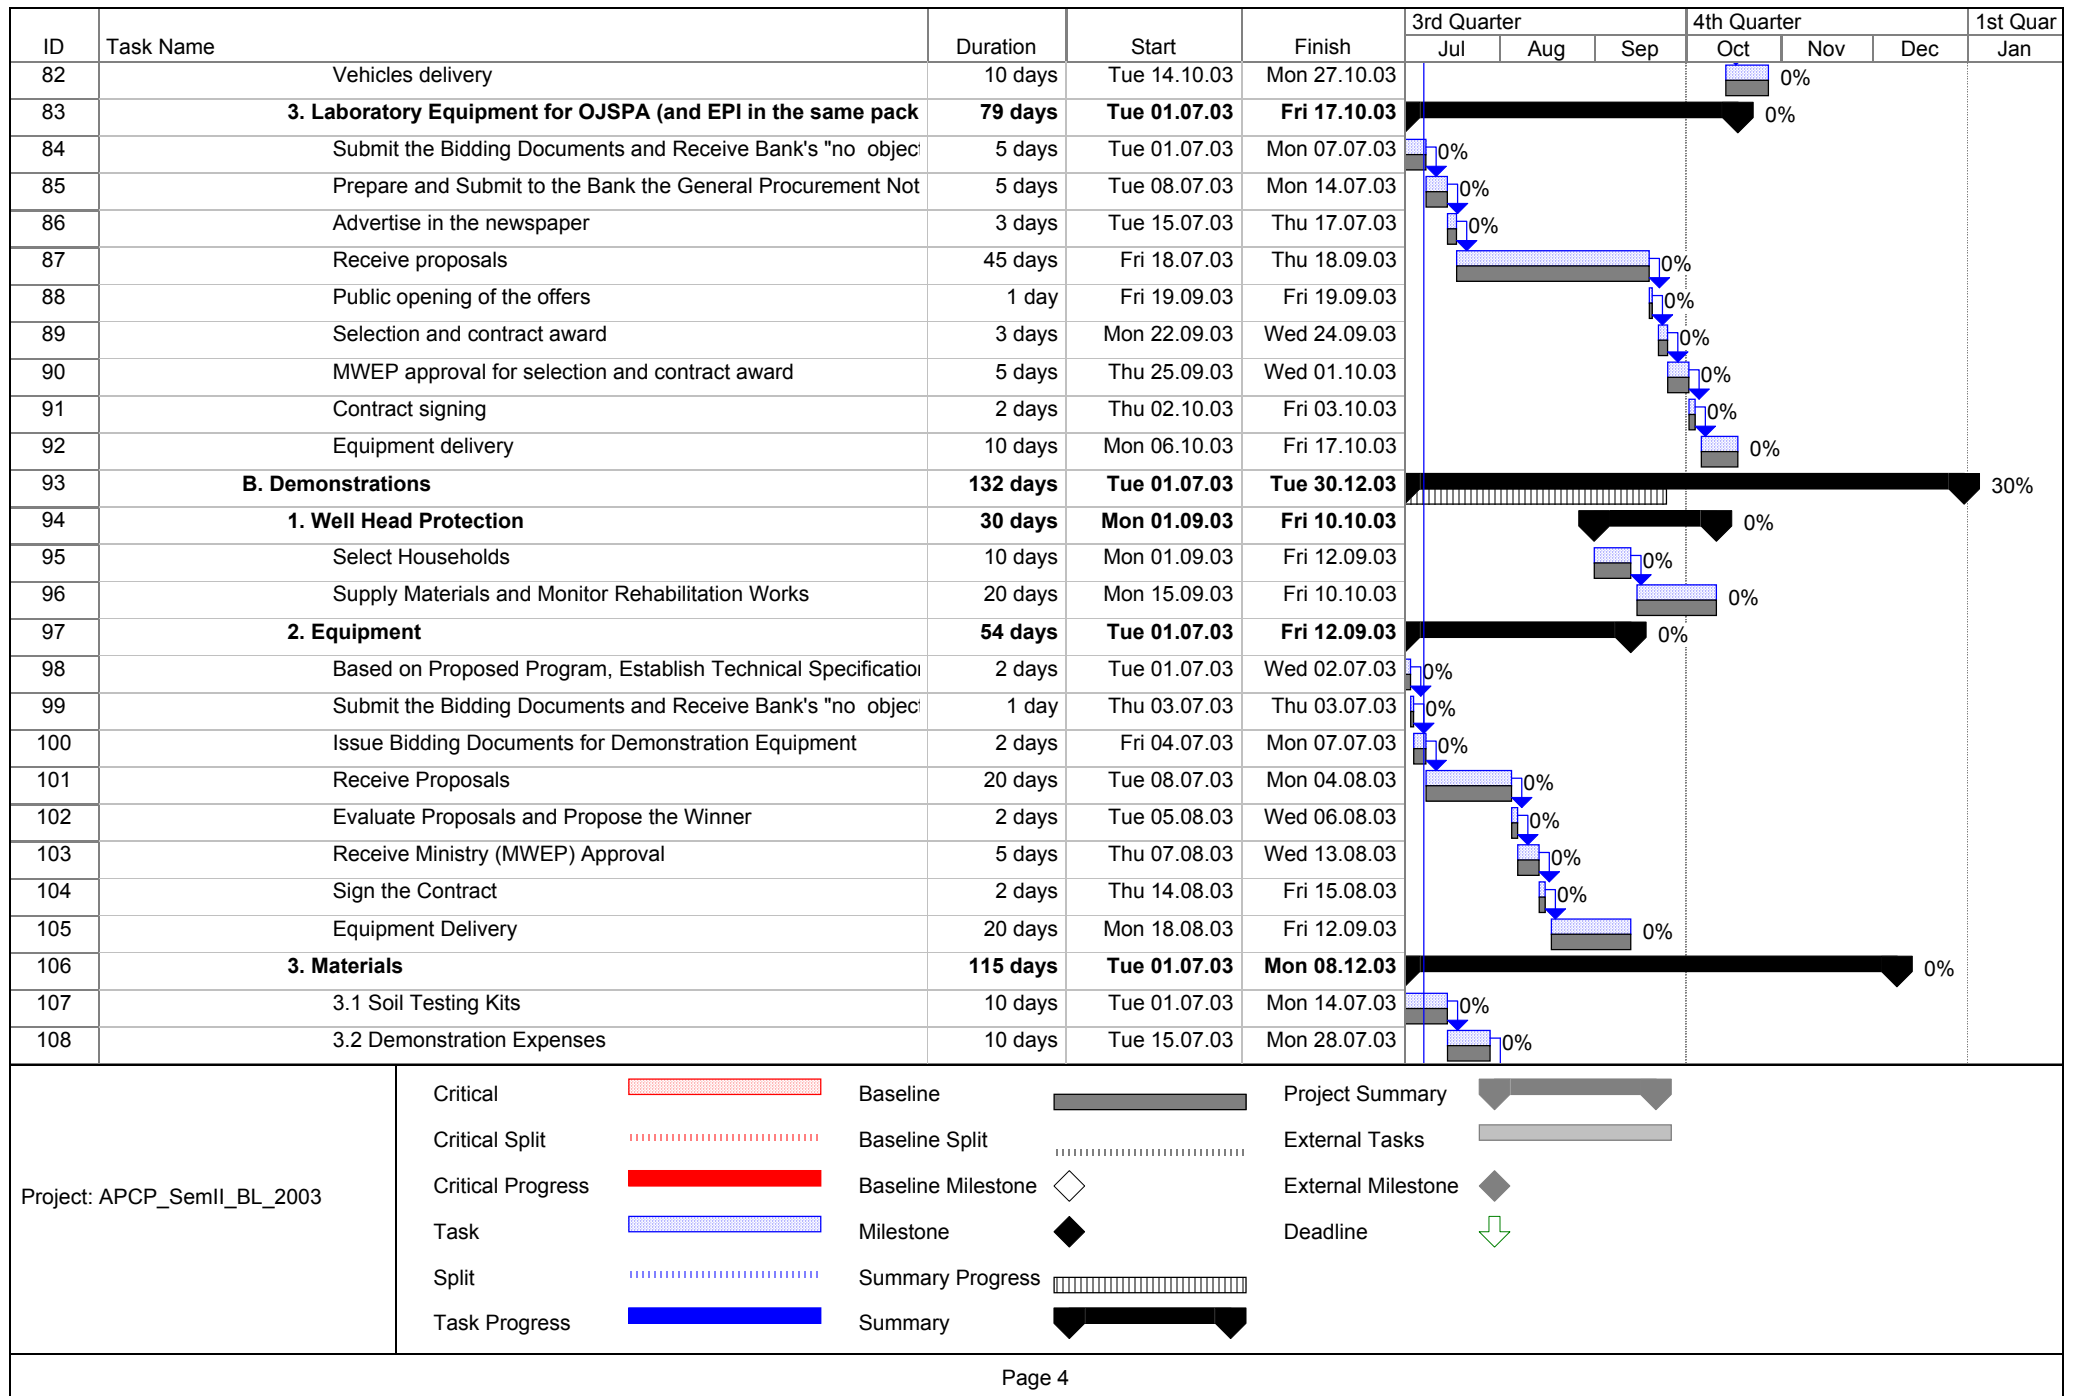 3rd Quarter 4th Quarter 1st Quar
ID Task Name Duration Start Finish Jul Aug Sep Oct Nov Dec Jan
82 Vehicles delivery 10 days Tue 14.10.03 Mon 27.10.03 0%
83 3. Laboratory Equipment for OJSPA (and EPI in the same pack 79 days Tue 01.07.03 Fri 17.10.03 0%
84 Submit the Bidding Documents and Receive Bank's "no objec 5 days Tue 01.07.03 Mon 07.07.03 0%
85 Prepare and Submit to the Bank the General Procurement Not 5 days Tue 08.07.03 Mon 14.07.03 0%
86 Advertise in the newspaper 3 days Tue 15.07.03 Thu 17.07.03 0%
87 Receive proposals 45 days Fri 18.07.03 Thu 18.09.03 0%
88 Public opening of the offers 1 day Fri 19.09.03 Fri 19.09.03 0%
89 Selection and contract award 3 days Mon 22.09.03 Wed 24.09.03 0%
90 MWEP approval for selection and contract award 5 days Thu 25.09.03 Wed 01.10.03 0%
91 Contract signing 2 days Thu 02.10.03 Fri 03.10.03 0%
92 Equipment delivery 10 days Mon 06.10.03 Fri 17.10.03 0%
93 B. Demonstrations 132 days Tue 01.07.03 Tue 30.12.03 30%
94 1. Well Head Protection 30 days Mon 01.09.03 Fri 10.10.03 0%
95 Select Households 10 days Mon 01.09.03 Fri 12.09.03 0%
96 Supply Materials and Monitor Rehabilitation Works 20 days Mon 15.09.03 Fri 10.10.03 0%
97 2. Equipment 54 days Tue 01.07.03 Fri 12.09.03 0%
98 Based on Proposed Program, Establish Technical Specification 2 days Tue 01.07.03 Wed 02.07.03 0%
99 Submit the Bidding Documents and Receive Bank's "no objec 1 day Thu 03.07.03 Thu 03.07.03 0%
100 Issue Bidding Documents for Demonstration Equipment 2 days Fri 04.07.03 Mon 07.07.03 0%
101 Receive Proposals 20 days Tue 08.07.03 Mon 04.08.03 0%
102 Evaluate Proposals and Propose the Winner 2 days Tue 05.08.03 Wed 06.08.03 0%
103 Receive Ministry (MWEP) Approval 5 days Thu 07.08.03 Wed 13.08.03 0%
104 Sign the Contract 2 days Thu 14.08.03 Fri 15.08.03 0%
105 Equipment Delivery 20 days Mon 18.08.03 Fri 12.09.03 0%
106 3. Materials 115 days Tue 01.07.03 Mon 08.12.03 0%
107 3.1 Soil Testing Kits 10 days Tue 01.07.03 Mon 14.07.03 0%
108 3.2 Demonstration Expenses 10 days Tue 15.07.03 Mon 28.07.03 0%
Project: APCP_SemII_BL_2003
Critical
Critical Split
Critical Progress
Task
Split
Task Progress
Baseline
Baseline Split
Baseline Milestone
Milestone
Summary Progress
Summary
Project Summary
External Tasks
External Milestone
Deadline
Page 4